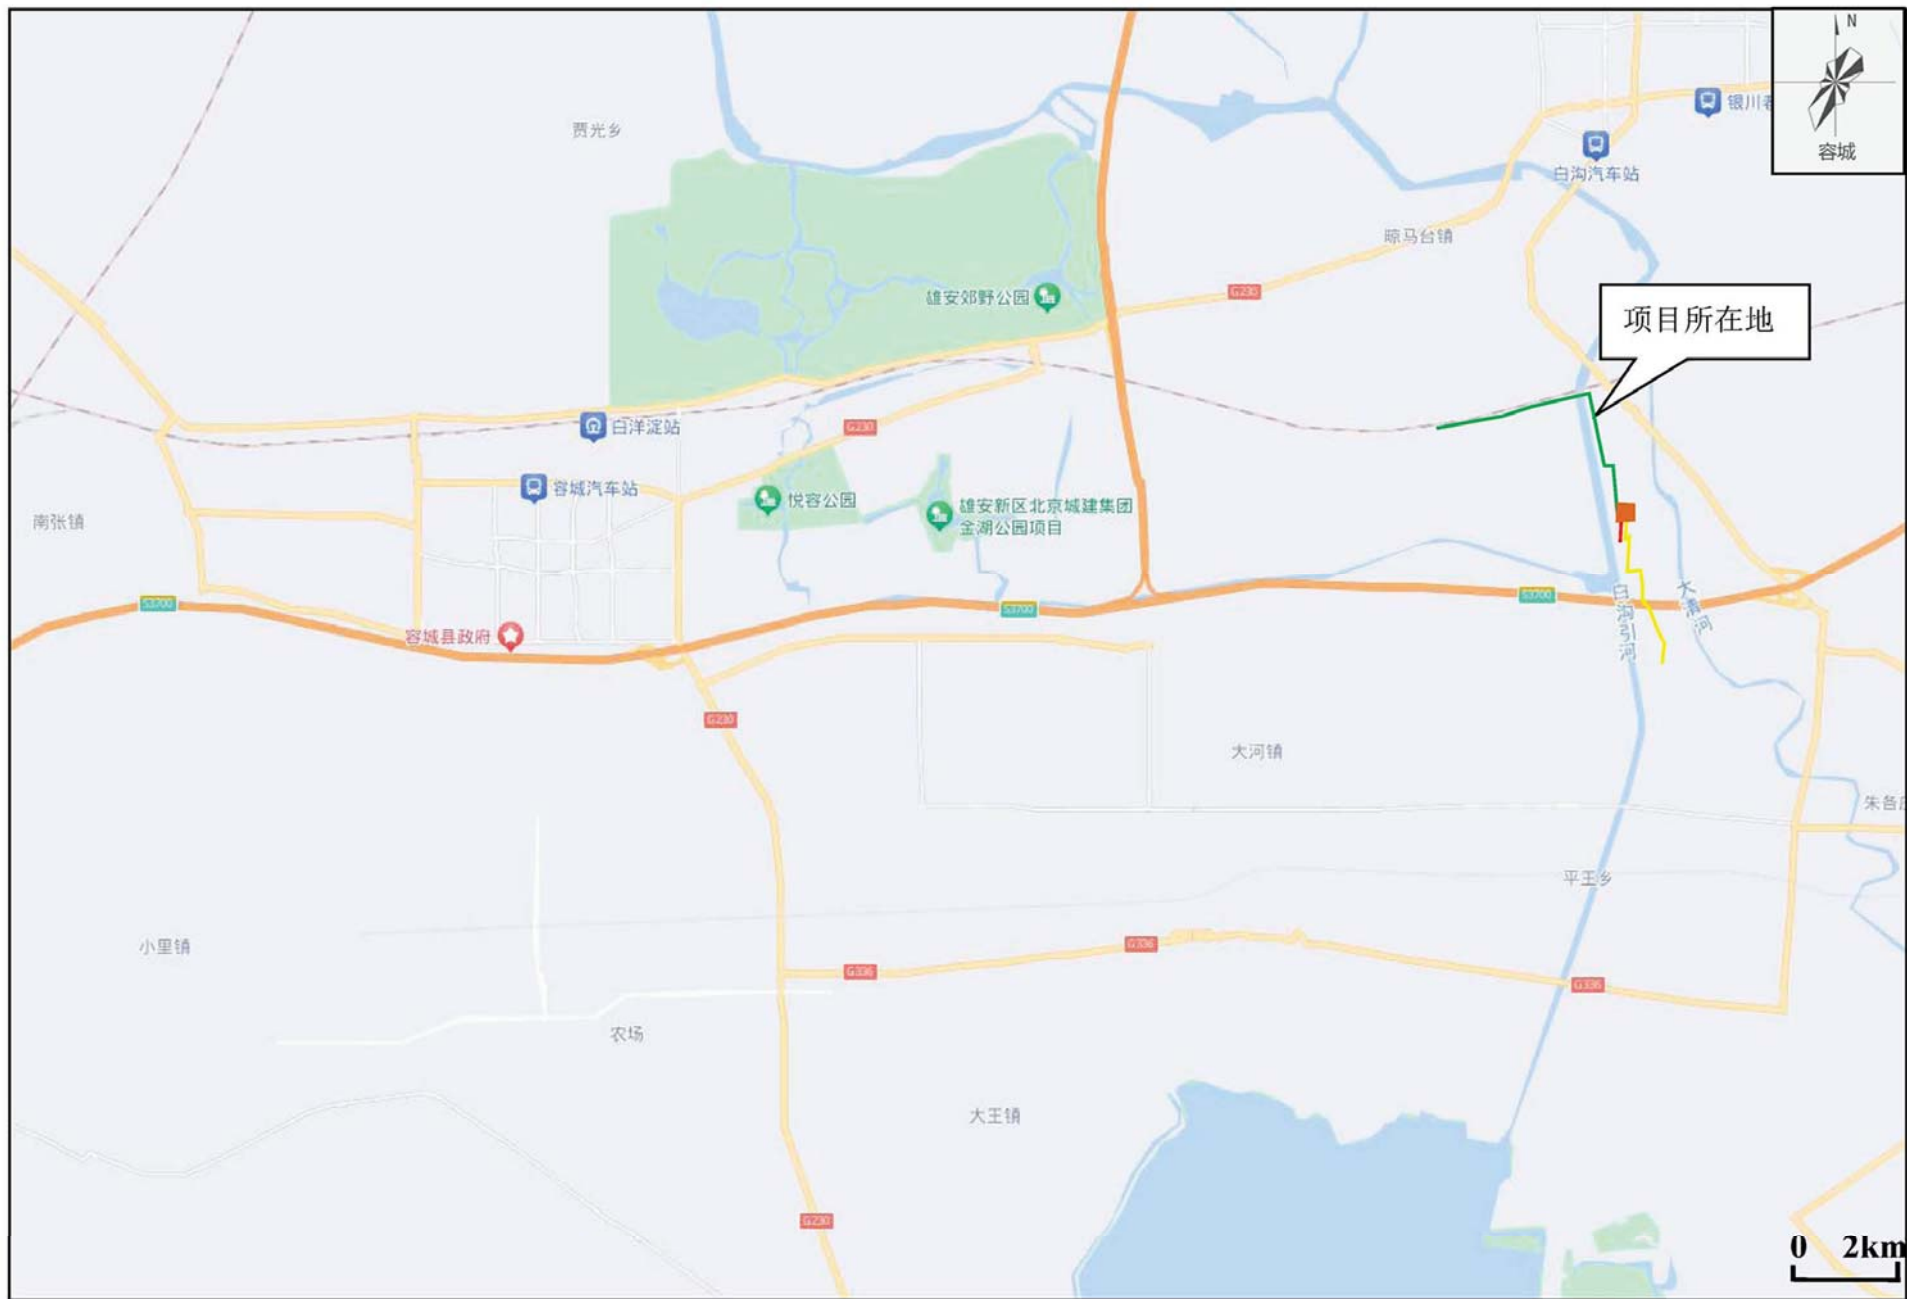 N
银川
容城
贾光乡
白沟汽车站
晾马台镇
雄安郊野公园
G230
项目所在地
白洋淀站
G230
容城汽车站
悦容公园
雄安新区北京城建集团
金湖公园项目
南张镇
S3700
S3700
S3700
容城县政府
白沟引河
大清河
G230
大河镇
朱各
平王乡
小里镇
G336
G336
G336
农场
大王镇
G230
0 2km